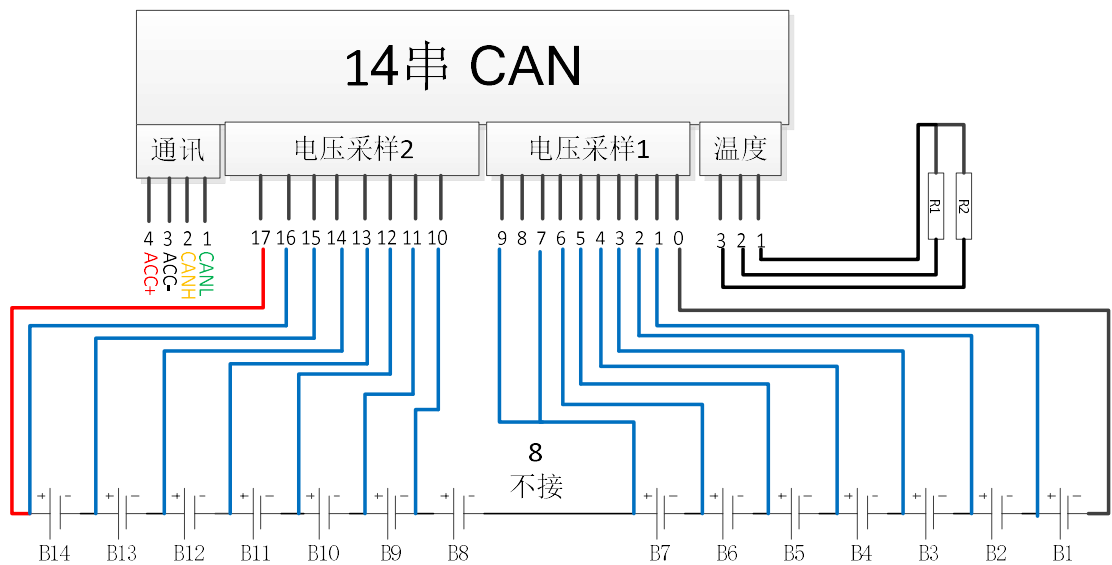 14串 CAN
通讯 电压采样2 电压采样1 温度
4 3 2 1 17 16 15 14 13 12 11 10 9 8 7 6 5 4 3 2 1 0 3 2 1
ACC+ ACC- CANH CANL
R1 R2
8
不接
+ - + - + - + - + - + - + - + - + - + - + - + - + - + -
B14 B13 B12 B11 B10 B9 B8 B7 B6 B5 B4 B3 B2 B1